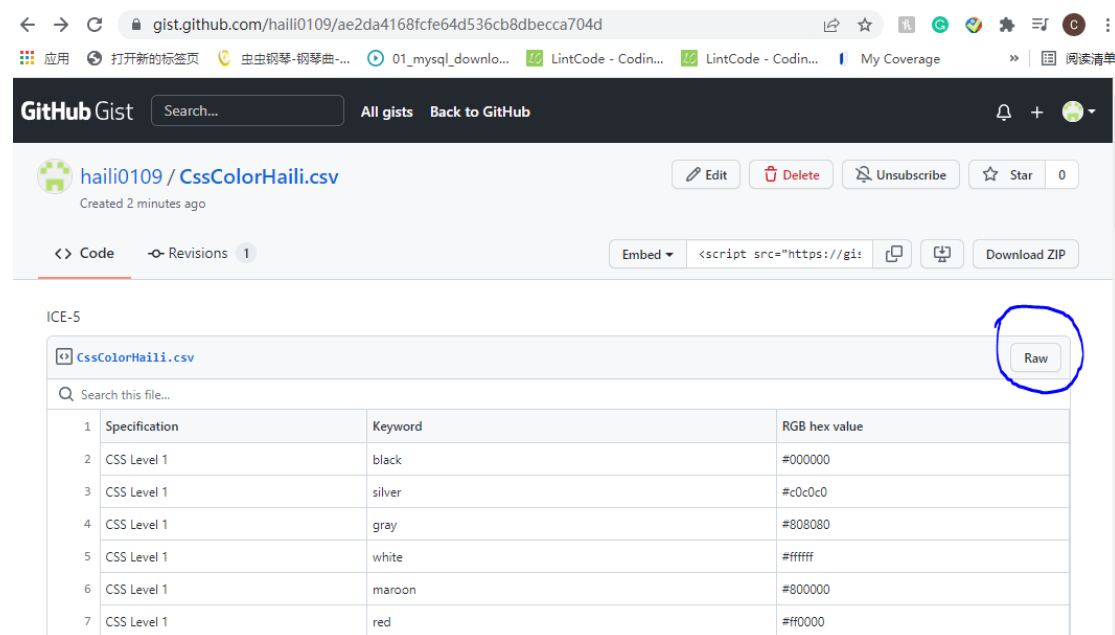 gist.github.com/haili0109/ae2da4168fcfe64d536cb8dbecca704d
C
应用 打开新的标签页 虫虫钢琴-钢琴曲-... 01_mysql_downlo... LintCode - Codin... LintCode - Codin... My Coverage » 阅读清单
GitHub Gist Search... All gists Back to GitHub
haili0109 / CssColorHaili.csv Edit Delete Unsubscribe Star 0
Created 2 minutes ago
Code Revisions 1 Embed <script src="https://gis Download ZIP
ICE-5
CssColorHaili.csv Raw
Search this file...
1 Specification Keyword RGB hex value
2 CSS Level 1 black #000000
3 CSS Level 1 silver #c0c0c0
4 CSS Level 1 gray #808080
5 CSS Level 1 white #ffffff
6 CSS Level 1 maroon #800000
7 CSS Level 1 red #ff0000